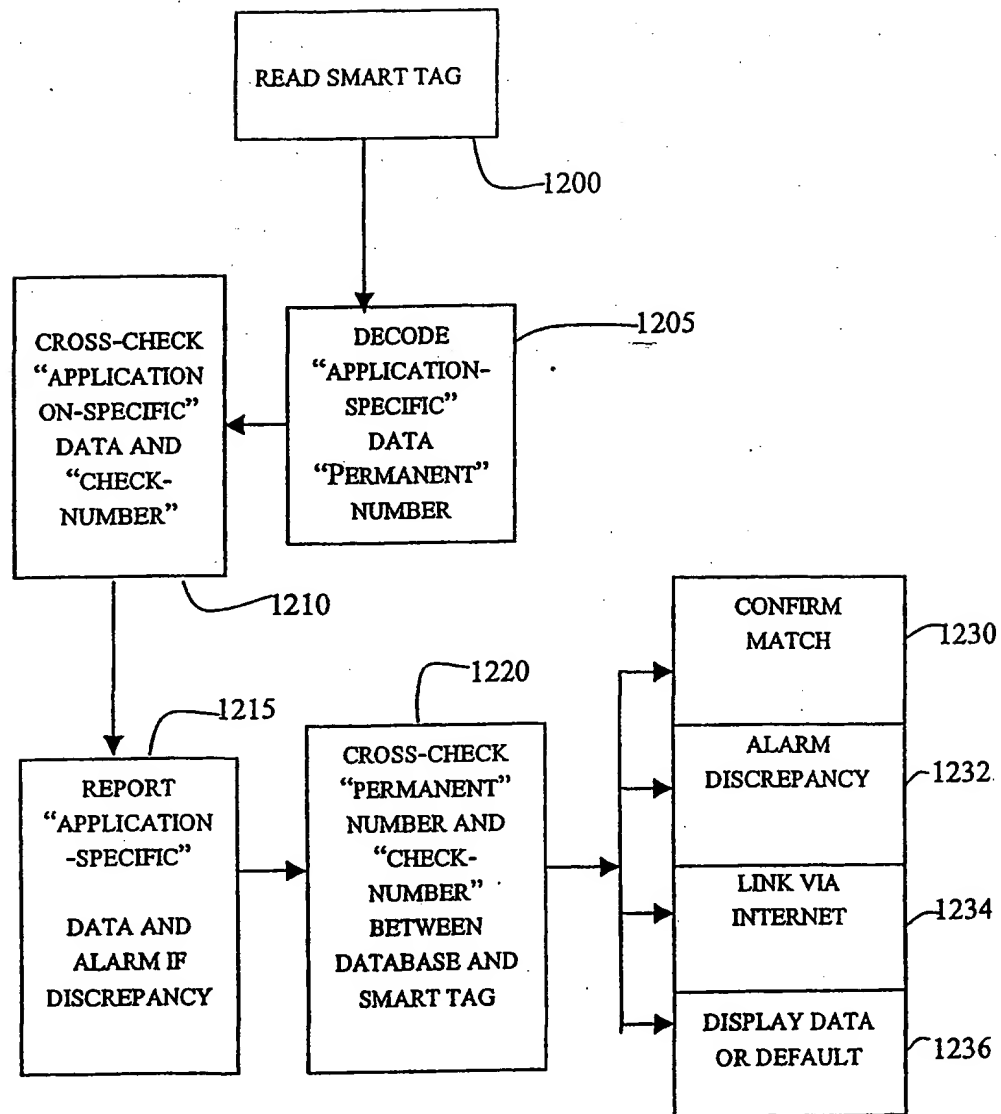 READ SMART TAG
1200
DECODE
“APPLICATION-
SPECIFIC”
DATA
“PERMANENT”
NUMBER
1205
CROSS-CHECK
“APPLICATION
ON-SPECIFIC”
DATA AND
“CHECK-
NUMBER”
1210
REPORT
“APPLICATION
-SPECIFIC”
DATA AND
ALARM IF
DISCREPANCY
1215
CROSS-CHECK
“PERMANENT”
NUMBER AND
“CHECK-
NUMBER”
BETWEEN
DATABASE AND
SMART TAG
1220
CONFIRM
MATCH
1230
ALARM
DISCREPANCY
1232
LINK VIA
INTERNET
1234
DISPLAY DATA
OR DEFAULT
1236